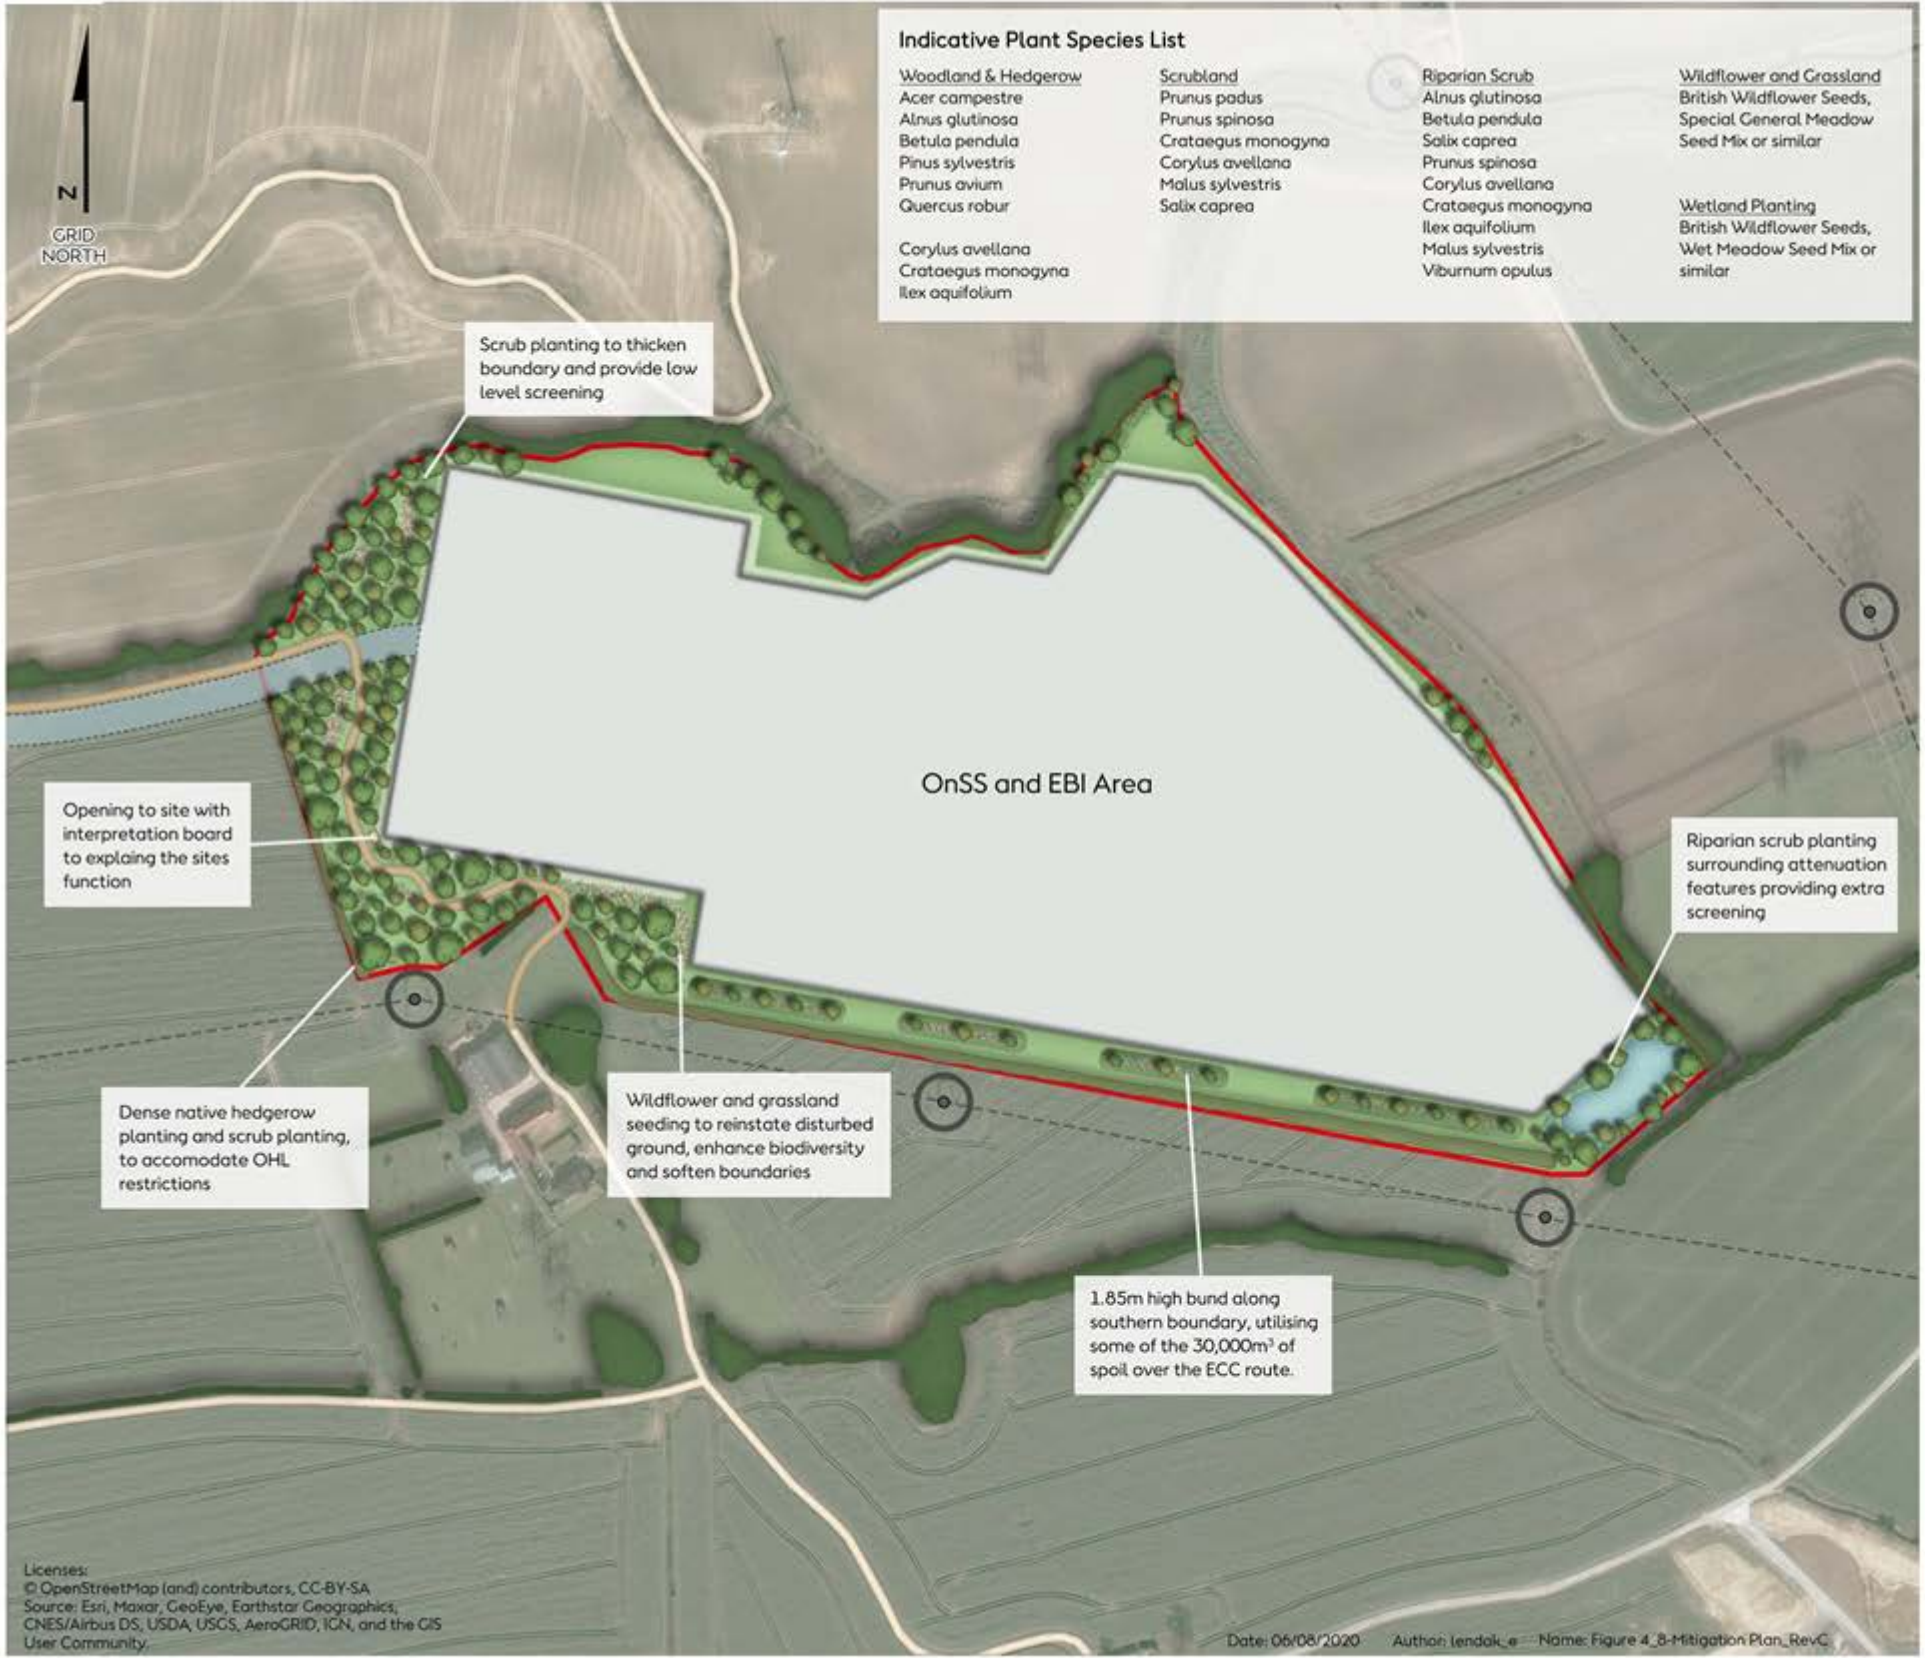 Indicative Plant Species List
Woodland & Hedgerow
Acer campestre
Alnus glutinosa
Betula pendula
Pinus sylvestris
Prunus avium
Quercus robur
Corylus avellana
Crataegus monogyna
Ilex aquifolium
Scrubland
Prunus padus
Prunus spinosa
Crataegus monogyna
Corylus avellana
Malus sylvestris
Salix caprea
Riparian Scrub
Alnus glutinosa
Betula pendula
Salix caprea
Prunus spinosa
Corylus avellana
Crataegus monogyna
Ilex aquifolium
Malus sylvestris
Viburnum opulus
Wildflower and Grassland
British Wildflower Seeds,
Special General Meadow
Seed Mix or similar
Wetland Planting
British Wildflower Seeds,
Wet Meadow Seed Mix or
similar
N
GRID
NORTH
Scrub planting to thicken
boundary and provide low
level screening
OnSS and EBI Area
Opening to site with
interpretation board
to explaing the sites
function
Riparian scrub planting
surrounding attenuation
features providing extra
screening
Dense native hedgerow
planting and scrub planting,
to accomodate OHL
restrictions
Wildflower and grassland
seeding to reinstate disturbed
ground, enhance biodiversity
and soften boundaries
1.85m high bund along
southern boundary, utilising
some of the 30,000m³ of
spoil over the ECC route.
Licenses:
© OpenStreetMap (and) contributors, CC-BY-SA
Source: Esri, Maxar, GeoEye, Earthstar Geographics,
CNES/Airbus DS, USDA, USGS, AeroGRID, IGN, and the GIS
User Community.
Date: 06/08/2020 Author: lendak_e Name: Figure 4_8-Mitigation Plan_RevC